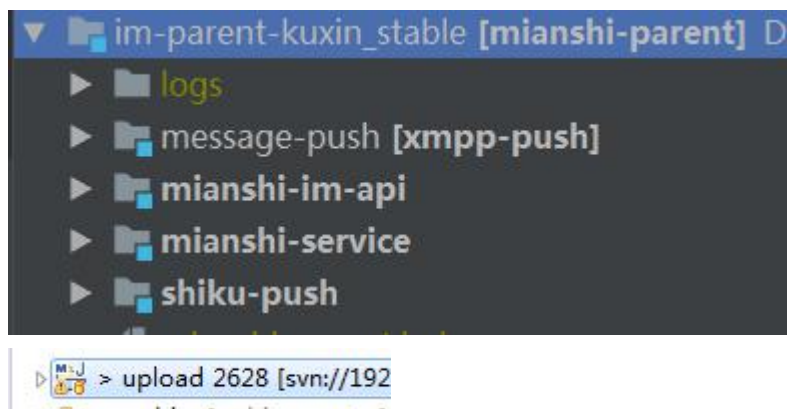 im-parent-kuxin_stable [mianshi-parent] D
logs
message-push [xmpp-push]
mianshi-im-api
mianshi-service
shiku-push
> upload 2628 [svn://192